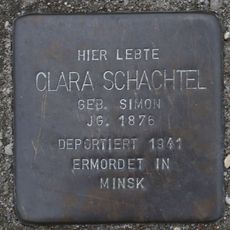 HIER LEBTE
CLARA SCHACHTEL
GEB. SIMON
JG. 1876
DEPORTIERT 1941
ERMORDET IN
MINSK